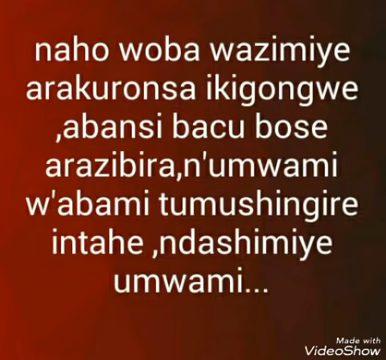 naho woba wazimiye
arakuronsa ikigongwe
,abansi bacu bose
arazibira,n'umwami
w'abami tumushingire
intahe ,ndashimiye
umwami...
Made with
VideoShow